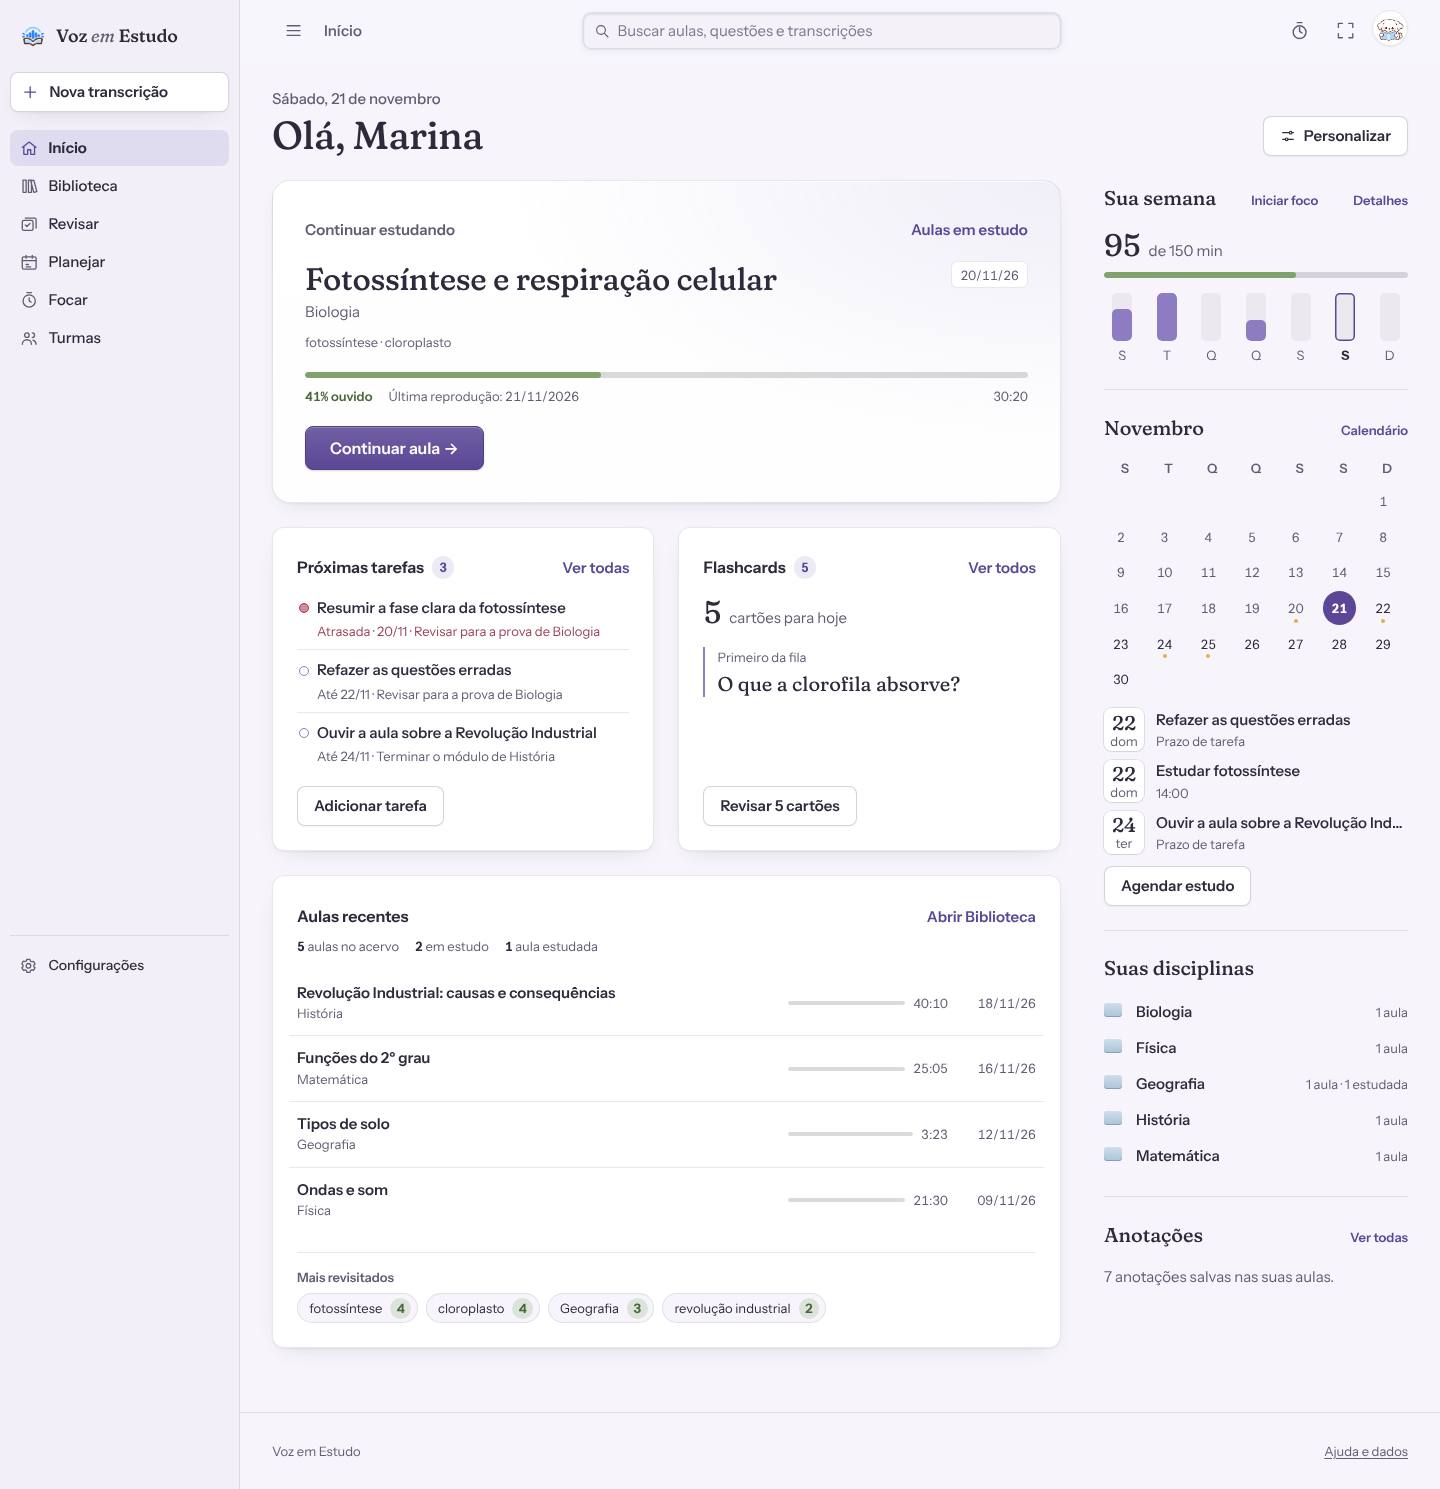 Voz em Estudo
Nova transcrição
Início
Biblioteca
Revisar
Planejar
Focar
Turmas
Configurações
Início
Buscar aulas, questões e transcrições
Sábado, 21 de novembro
Olá, Marina
Personalizar
Continuar estudando
Aulas em estudo
Fotossíntese e respiração celular
20/11/26
Biologia
fotossíntese · cloroplasto
41% ouvido Última reprodução: 21/11/2026 30:20
Continuar aula →
Próximas tarefas 3 Ver todas
Resumir a fase clara da fotossíntese
Atrasada · 20/11 · Revisar para a prova de Biologia
Refazer as questões erradas
Até 22/11 · Revisar para a prova de Biologia
Ouvir a aula sobre a Revolução Industrial
Até 24/11 · Terminar o módulo de História
Adicionar tarefa
Flashcards 5 Ver todos
5 cartões para hoje
Primeiro da fila
O que a clorofila absorve?
Revisar 5 cartões
Aulas recentes Abrir Biblioteca
5 aulas no acervo 2 em estudo 1 aula estudada
Revolução Industrial: causas e consequências
História
40:10 18/11/26
Funções do 2º grau
Matemática
25:05 16/11/26
Tipos de solo
Geografia
3:23 12/11/26
Ondas e som
Física
21:30 09/11/26
Mais revisitados
fotossíntese 4 cloroplasto 4 Geografia 3 revolução industrial 2
Sua semana Iniciar foco Detalhes
95 de 150 min
S T Q Q S S D
Novembro Calendário
S T Q Q S S D
1
2 3 4 5 6 7 8
9 10 11 12 13 14 15
16 17 18 19 20 21 22
23 24 25 26 27 28 29
30
22 dom
Refazer as questões erradas
Prazo de tarefa
22 dom
Estudar fotossíntese
14:00
24 ter
Ouvir a aula sobre a Revolução Ind...
Prazo de tarefa
Agendar estudo
Suas disciplinas
Biologia 1 aula
Física 1 aula
Geografia 1 aula · 1 estudada
História 1 aula
Matemática 1 aula
Anotações Ver todas
7 anotações salvas nas suas aulas.
Voz em Estudo
Ajuda e dados